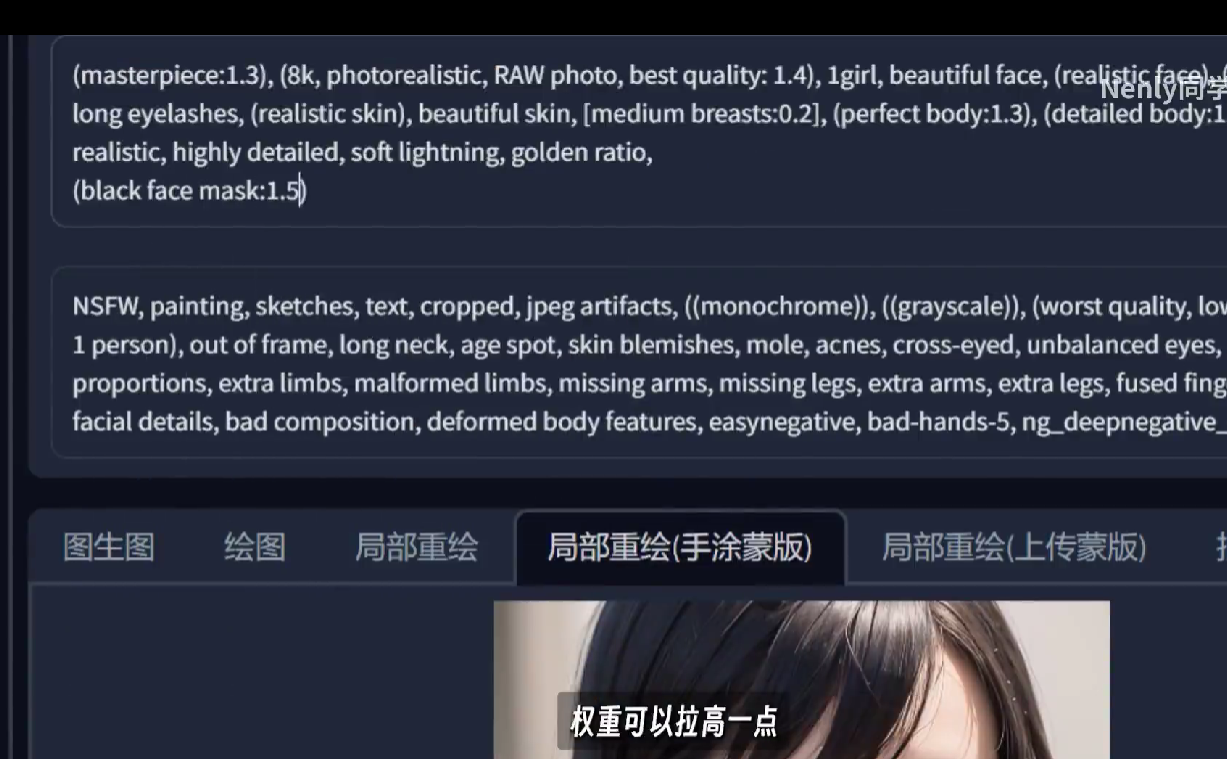 (masterpiece:1.3), (8k, photorealistic, RAW photo, best quality: 1.4), 1girl, beautiful face, (realistic face), (
Nenly同学
long eyelashes, (realistic skin), beautiful skin, [medium breasts:0.2], (perfect body:1.3), (detailed body:1
realistic, highly detailed, soft lightning, golden ratio,
(black face mask:1.5)
NSFW, painting, sketches, text, cropped, jpeg artifacts, ((monochrome)), ((grayscale)), (worst quality, low
1 person), out of frame, long neck, age spot, skin blemishes, mole, acnes, cross-eyed, unbalanced eyes,
proportions, extra limbs, malformed limbs, missing arms, missing legs, extra arms, extra legs, fused fing
facial details, bad composition, deformed body features, easynegative, bad-hands-5, ng_deepnegative_
图生图 绘图 局部重绘 局部重绘(手涂蒙版) 局部重绘(上传蒙版)
权重可以拉高一点